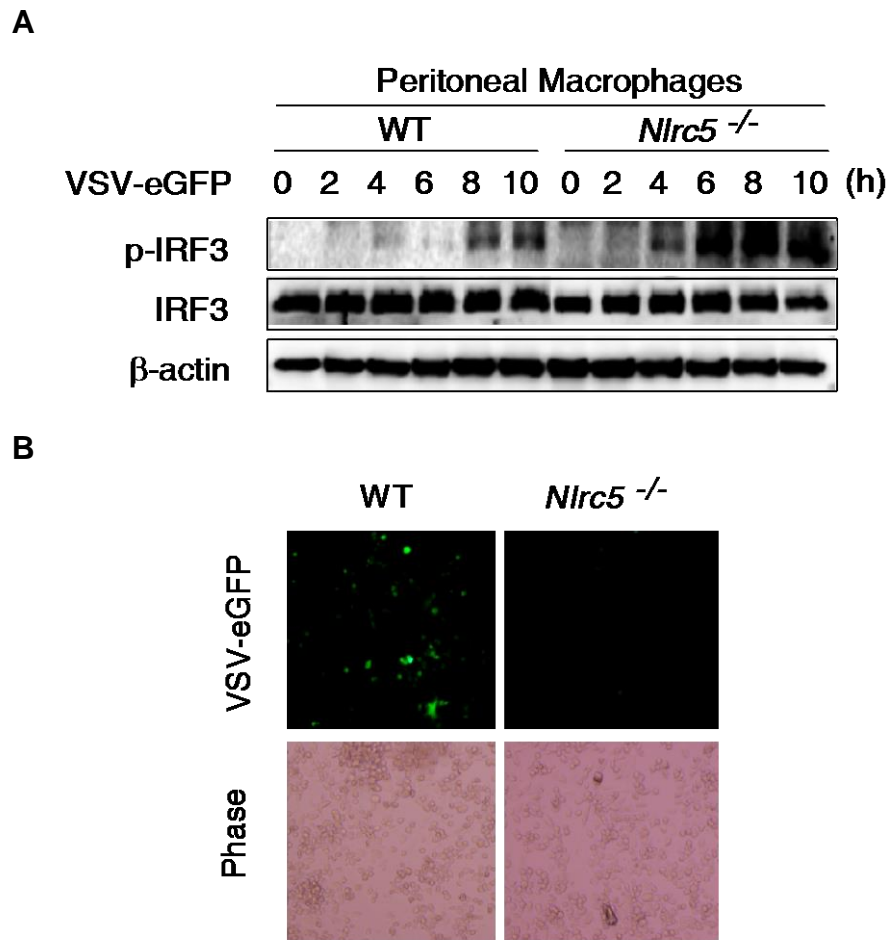 A
Peritoneal Macrophages
WT Nlrc5 -/-
VSV-eGFP 0 2 4 6 8 10 0 2 4 6 8 10 (h)
p-IRF3
IRF3
β-actin
B
WT Nlrc5 -/-
VSV-eGFP
Phase